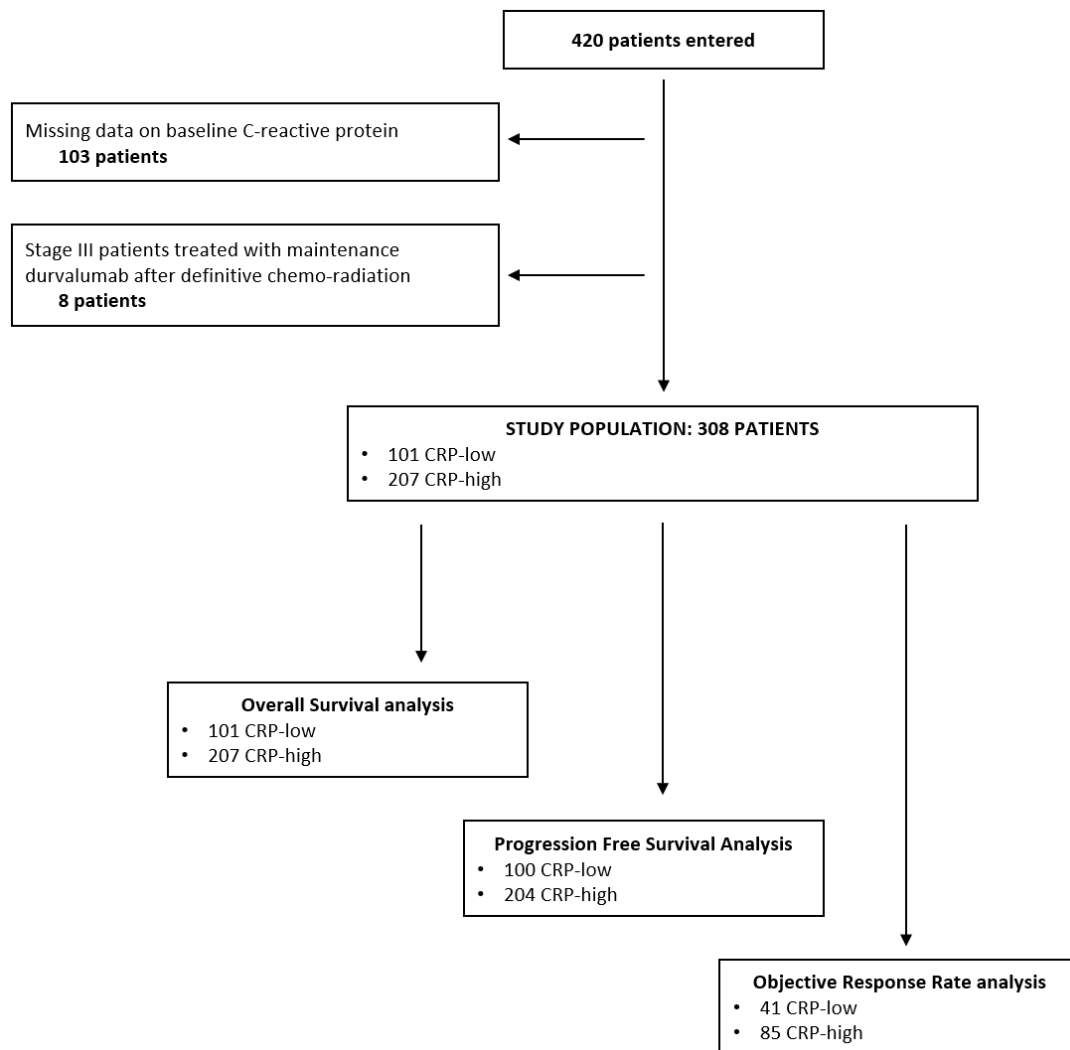 420 patients entered
Missing data on baseline C-reactive protein
103 patients
Stage III patients treated with maintenance
durvalumab after definitive chemo-radiation
8 patients
STUDY POPULATION: 308 PATIENTS
• 101 CRP-low
• 207 CRP-high
Overall Survival analysis
• 101 CRP-low
• 207 CRP-high
Progression Free Survival Analysis
• 100 CRP-low
• 204 CRP-high
Objective Response Rate analysis
• 41 CRP-low
• 85 CRP-high